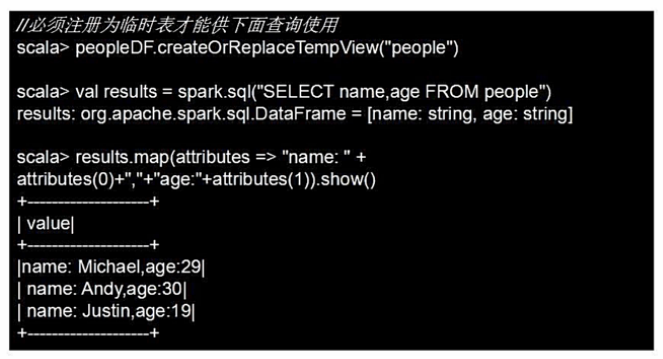 //必须注册为临时表才能供下面查询使用
scala> peopleDF.createOrReplaceTempView("people")
scala> val results = spark.sql("SELECT name,age FROM people")
results: org.apache.spark.sql.DataFrame = [name: string, age: string]
scala> results.map(attributes => "name: " +
attributes(0)+","+"age:"+attributes(1)).show()
+--------------------+
| value|
+--------------------+
|name: Michael,age:29|
| name: Andy,age:30|
| name: Justin,age:19|
+--------------------+